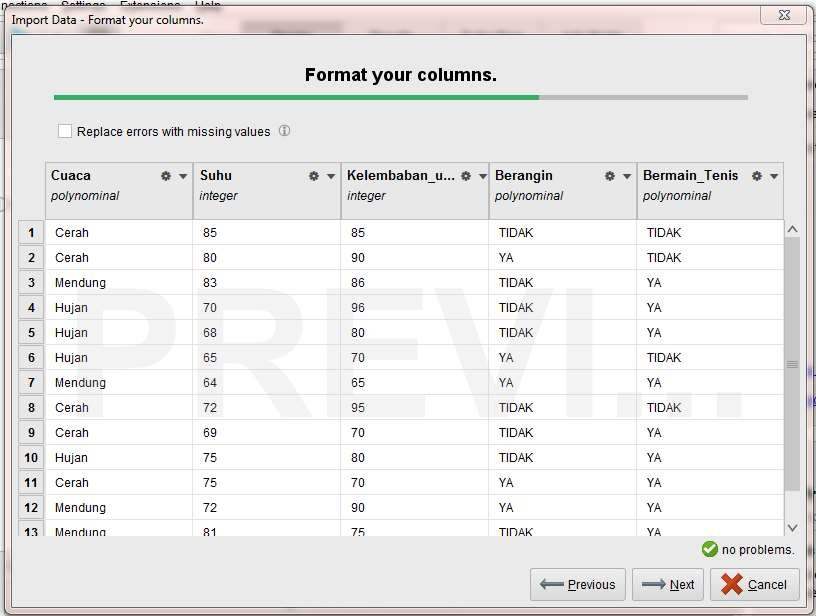 nections Settings Extensions Help
Import Data - Format your columns.
Format your columns.
Replace errors with missing values
Cuaca Suhu Kelembaban_u... Berangin Bermain_Tenis
polynominal integer integer polynominal polynominal
1 Cerah 85 85 TIDAK TIDAK
2 Cerah 80 90 YA TIDAK
3 Mendung 83 86 TIDAK YA
4 Hujan 70 96 TIDAK YA
5 Hujan 68 80 TIDAK YA
6 Hujan 65 70 YA TIDAK
7 Mendung 64 65 YA YA
8 Cerah 72 95 TIDAK TIDAK
9 Cerah 69 70 TIDAK YA
10 Hujan 75 80 TIDAK YA
11 Cerah 75 70 YA YA
12 Mendung 72 90 YA YA
13 Mendung 81 75 TIDAK YA
PREVI...
no problems.
Previous Next Cancel